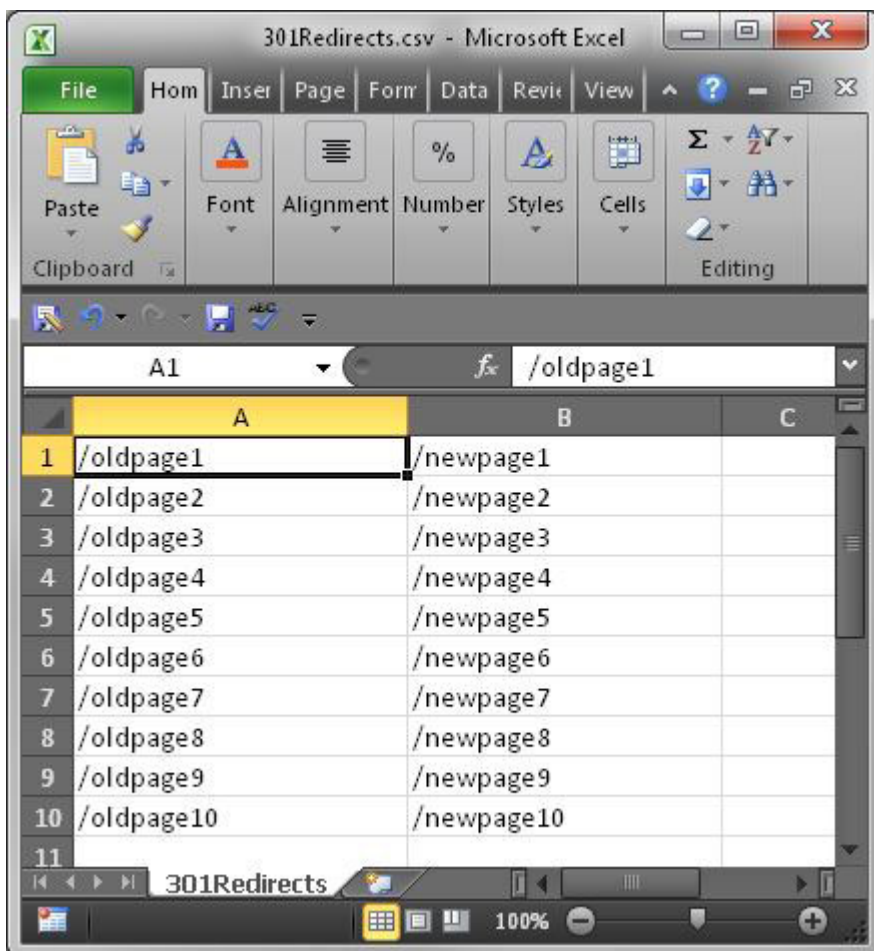 301Redirects.csv - Microsoft Excel
File Hom Inser Page Form Data Revie View
Paste Font Alignment Number Styles Cells
Clipboard Editing
ABC
A1 fx /oldpage1
A B C
1 /oldpage1 /newpage1
2 /oldpage2 /newpage2
3 /oldpage3 /newpage3
4 /oldpage4 /newpage4
5 /oldpage5 /newpage5
6 /oldpage6 /newpage6
7 /oldpage7 /newpage7
8 /oldpage8 /newpage8
9 /oldpage9 /newpage9
10 /oldpage10 /newpage10
11
301Redirects
100%